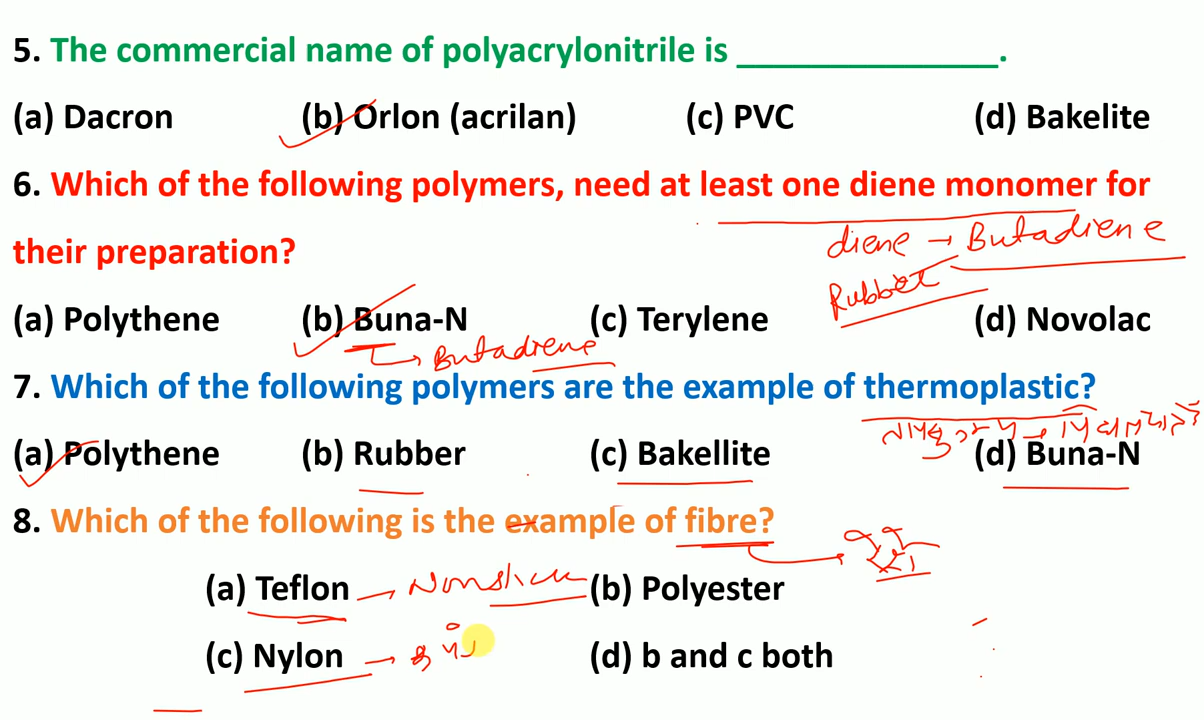 5. The commercial name of polyacrylonitrile is ______________.
(a) Dacron (b) Orlon (acrilan) (c) PVC (d) Bakelite
6. Which of the following polymers, need at least one diene monomer for
diene → Butadiene
their preparation?
Rubber
(a) Polythene (b) Buna-N (c) Terylene (d) Novolac
Butadiene
7. Which of the following polymers are the example of thermoplastic?
(a) Polythene (b) Rubber (c) Bakellite (d) Buna-N
8. Which of the following is the example of fibre?
(a) Teflon → Nonstick (b) Polyester
(c) Nylon → (d) b and c both